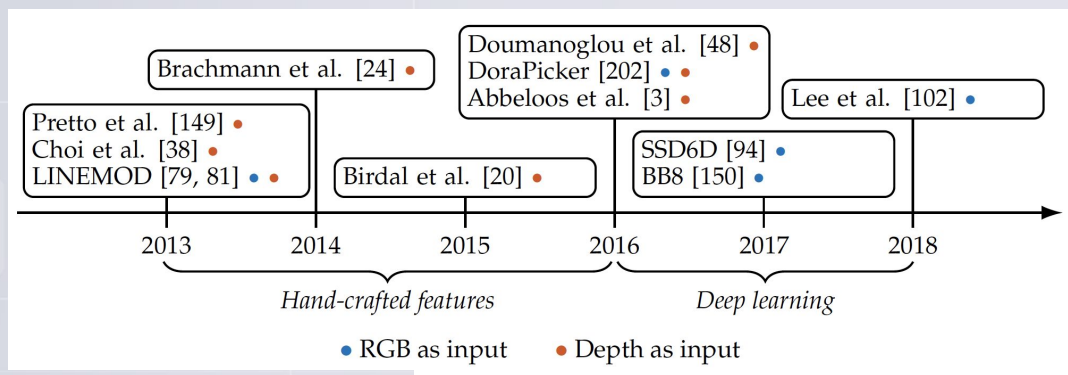 Doumanoglou et al. [48]
DoraPicker [202]
Abbeloos et al. [3]
Brachmann et al. [24]
Lee et al. [102]
Pretto et al. [149]
Choi et al. [38]
LINEMOD [79, 81]
Birdal et al. [20]
SSD6D [94]
BB8 [150]
2013 2014 2015 2016 2017 2018
Hand-crafted features Deep learning
RGB as input Depth as input